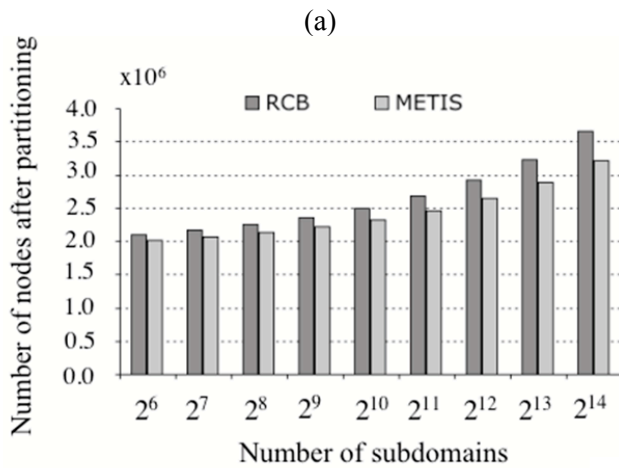 (a)
x10⁶
RCB METIS
Number of nodes after partitioning
4.0
3.5
3.0
2.5
2.0
1.5
1.0
0.5
0.0
2⁶ 2⁷ 2⁸ 2⁹ 2¹⁰ 2¹¹ 2¹² 2¹³ 2¹⁴
Number of subdomains